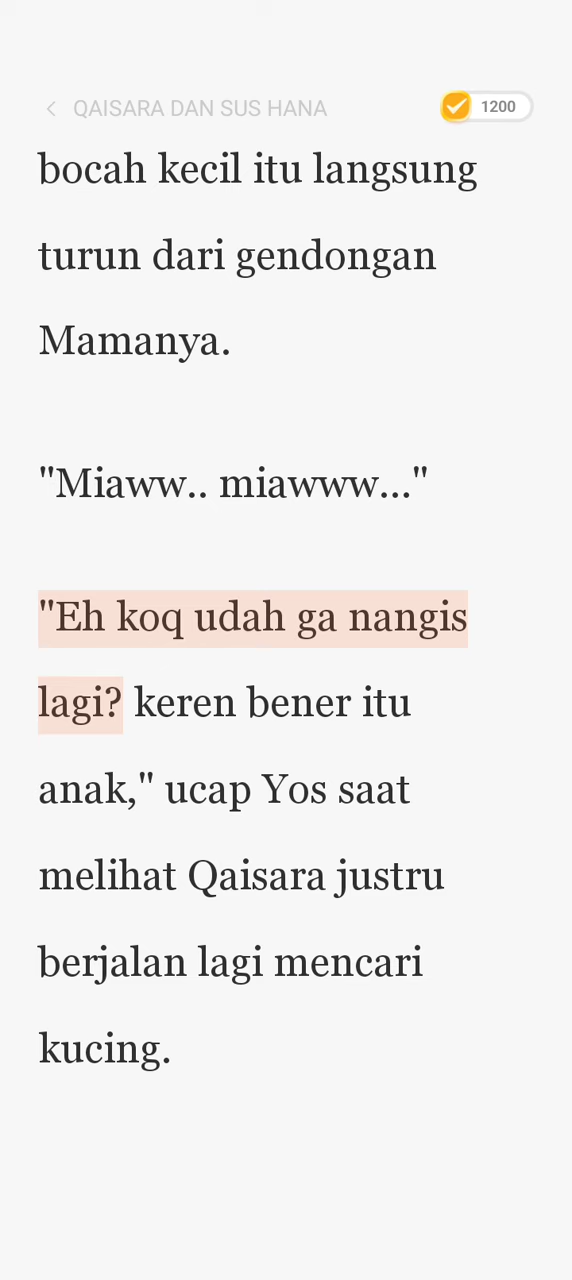 QAISARA DAN SUS HANA
1200
bocah kecil itu langsung
turun dari gendongan
Mamanya.
"Miaww.. miawww..."
"Eh koq udah ga nangis
lagi? keren bener itu
anak," ucap Yos saat
melihat Qaisara justru
berjalan lagi mencari
kucing.